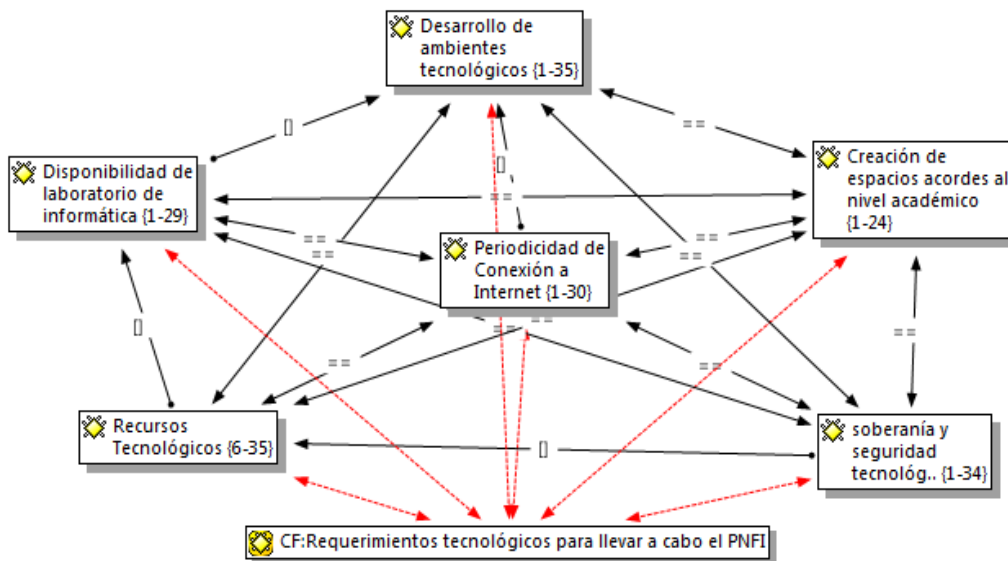 Desarrollo de
ambientes
tecnológicos {1-35}
[]
==
Disponibilidad de
laboratorio de
informática {1-29}
Creación de
espacios acordes al
nivel académico
{1-24}
[]
==
==
==
Periodicidad de
Conexión a
Internet {1-30}
==
==
[]
==
==
==
==
==
Recursos
Tecnológicos {6-35}
[]
soberanía y
seguridad
tecnológ.. {1-34}
CF:Requerimientos tecnológicos para llevar a cabo el PNFI